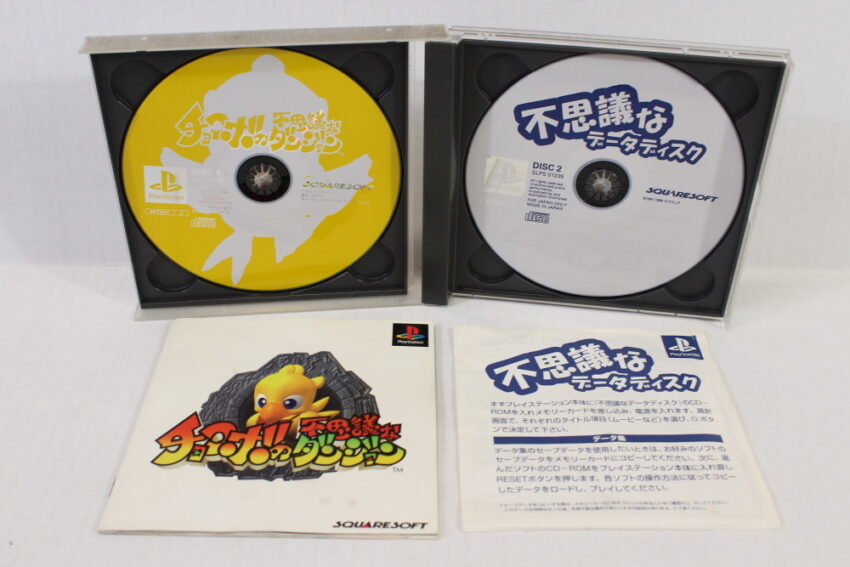 チョコボの不思議なダンジョン
DISC 1
PlayStation
SQUARESOFT
不思議な
データディスク
DISC 2
SLPS 01235
PlayStation
All rights reserved.
FOR JAPAN ONLY
MADE IN JAPAN
SQUARESOFT
PlayStation
チョコボの不思議なダンジョン
TM
SQUARESOFT
PlayStation
不思議な
データディスク
まずプレイステーション本体に「不思議なデータディスク」のCD-
ROMを入れメモリーカードを差し込み、電源を入れます。選択
画面で、それぞれのタイトル項目(ムービーなど)を選び、○ボタ
ンで決定して下さい。
データ集
データ集のセーブデータを使用したいときは、お好みのソフトの
セーブデータをメモリーカードにコピーしてください。次に、選
んだソフトのCD-ROMをプレイステーション本体に入れ直し
RESETボタンを押します。各ソフトの操作方法に従ってコピー
したデータをロードし、プレイしてください。